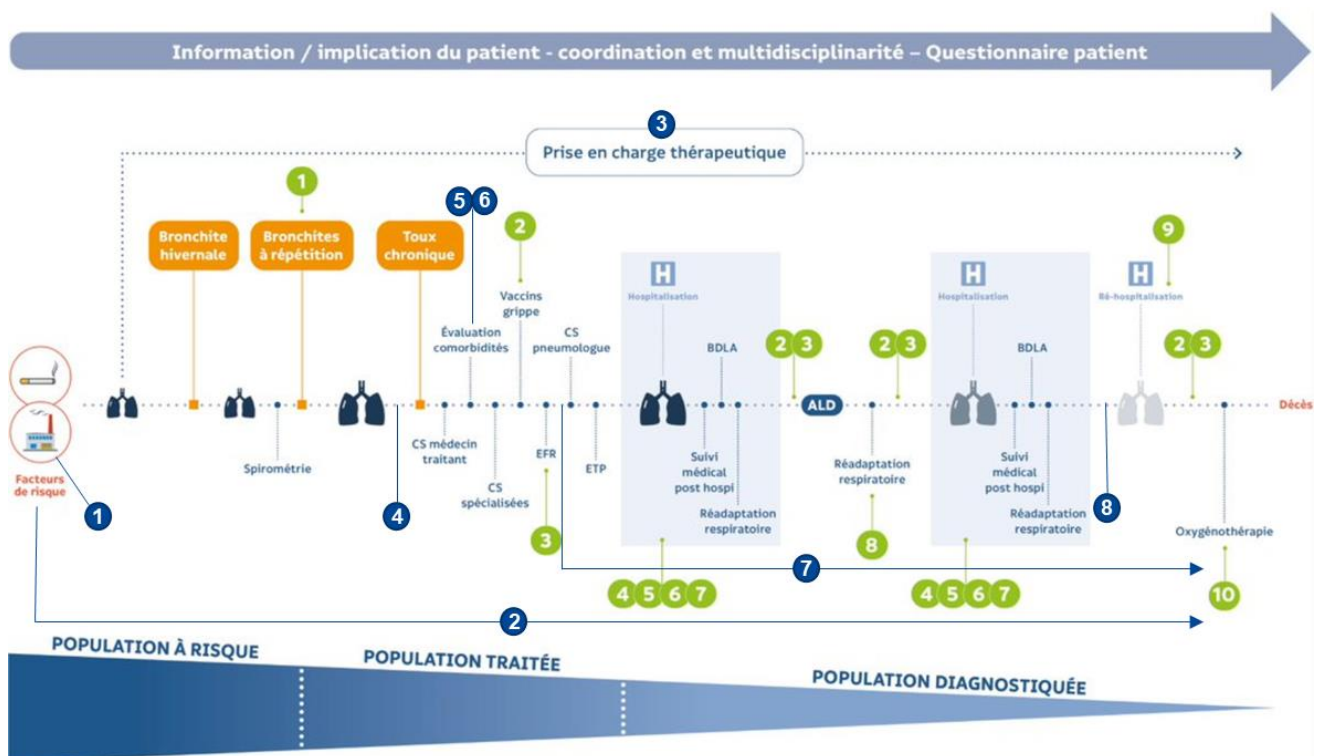 Information / implication du patient - coordination et multidisciplinarité – Questionnaire patient
3
Prise en charge thérapeutique
1
5 6
2
9
Bronchite
hivernale
Bronchites
à répétition
Toux
chronique
H
Hospitalisation
H
Hospitalisation
H
Ré-hospitalisation
Vaccins
grippe
Évaluation
comorbidités
CS
pneumologue
BDLA
2 3
2 3
BDLA
2 3
ALD
Décès
Facteurs
de risque
1
Spirométrie
4
CS médecin
traitant
CS
spécialisées
EFR
3
ETP
Suivi
médical
post hospi
Réadaptation
respiratoire
Réadaptation
respiratoire
8
Suivi
médical
post hospi
Réadaptation
respiratoire
8
Oxygénothérapie
10
7
4 5 6 7
4 5 6 7
2
POPULATION À RISQUE
POPULATION TRAITÉE
POPULATION DIAGNOSTIQUÉE